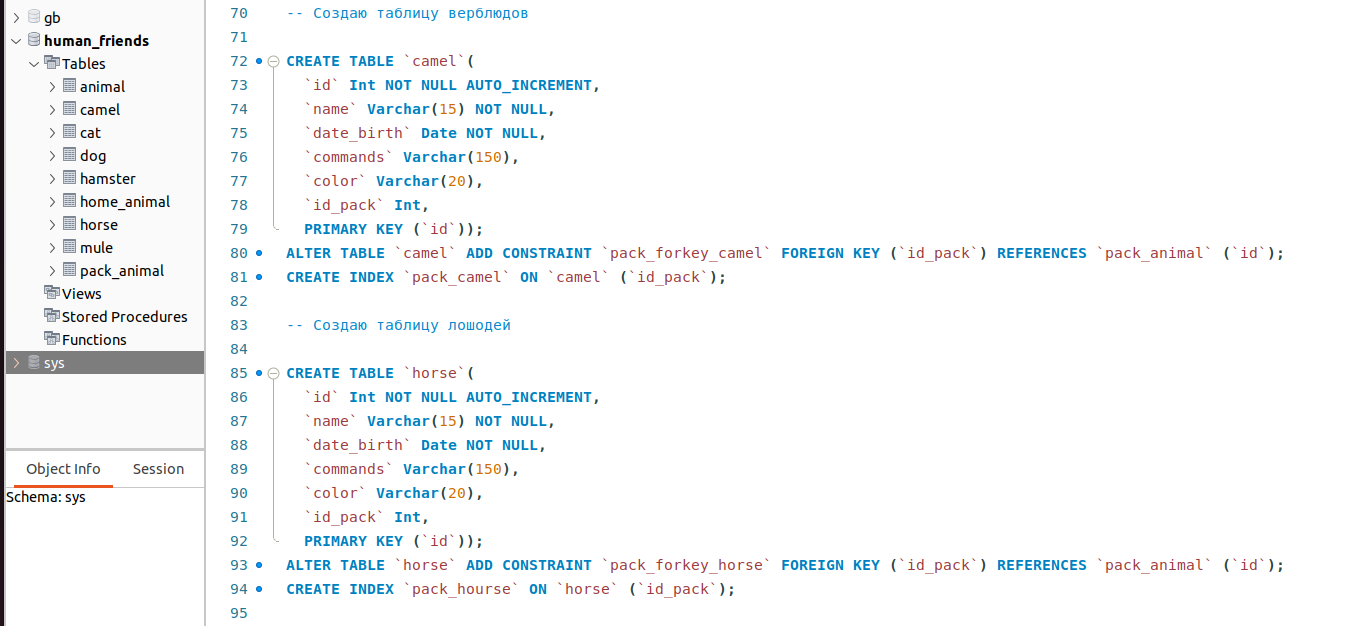 gb
human_friends
Tables
animal
camel
cat
dog
hamster
home_animal
horse
mule
pack_animal
Views
Stored Procedures
Functions
sys
Object Info Session
Schema: sys
70 -- Создаю таблицу верблюдов
71
72 CREATE TABLE `camel`(
73 `id` Int NOT NULL AUTO_INCREMENT,
74 `name` Varchar(15) NOT NULL,
75 `date_birth` Date NOT NULL,
76 `commands` Varchar(150),
77 `color` Varchar(20),
78 `id_pack` Int,
79 PRIMARY KEY (`id`));
80 ALTER TABLE `camel` ADD CONSTRAINT `pack_forkey_camel` FOREIGN KEY (`id_pack`) REFERENCES `pack_animal` (`id`);
81 CREATE INDEX `pack_camel` ON `camel` (`id_pack`);
82
83 -- Создаю таблицу лошодей
84
85 CREATE TABLE `horse`(
86 `id` Int NOT NULL AUTO_INCREMENT,
87 `name` Varchar(15) NOT NULL,
88 `date_birth` Date NOT NULL,
89 `commands` Varchar(150),
90 `color` Varchar(20),
91 `id_pack` Int,
92 PRIMARY KEY (`id`));
93 ALTER TABLE `horse` ADD CONSTRAINT `pack_forkey_horse` FOREIGN KEY (`id_pack`) REFERENCES `pack_animal` (`id`);
94 CREATE INDEX `pack_hourse` ON `horse` (`id_pack`);
95